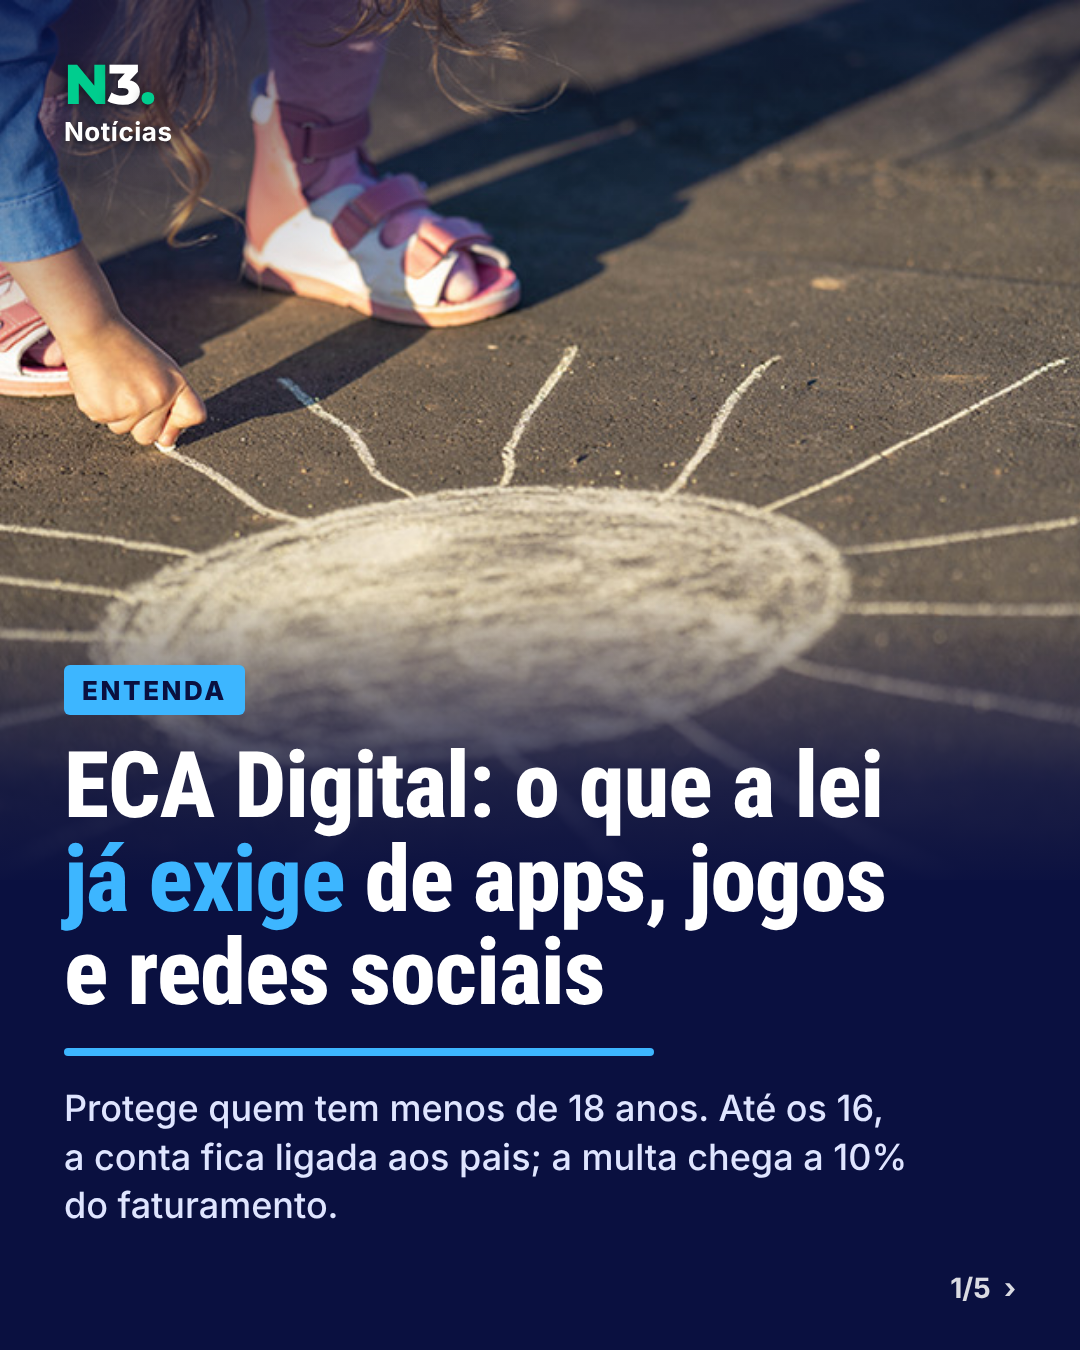 N3.
Notícias
ENTENDA
ECA Digital: o que a lei
já exige de apps, jogos
e redes sociais
Protege quem tem menos de 18 anos. Até os 16,
a conta fica ligada aos pais; a multa chega a 10%
do faturamento.
1/5 ›